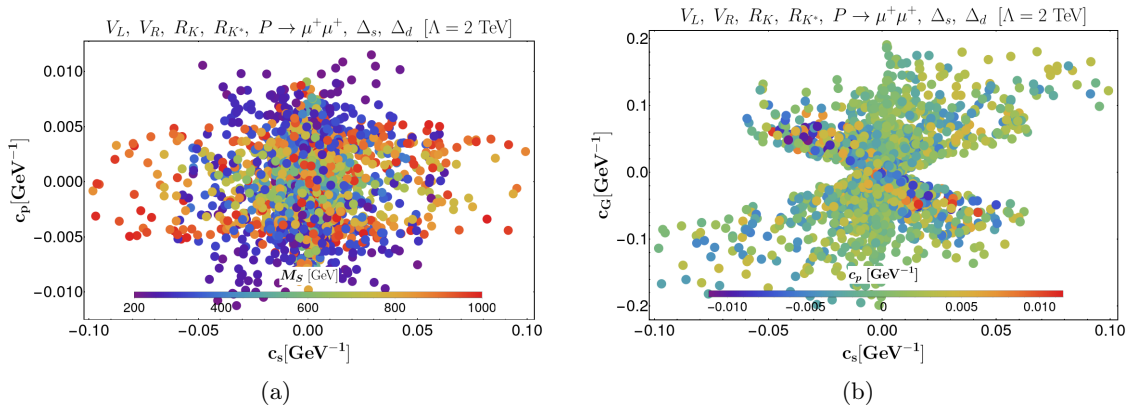 V_L, V_R, R_K, R_{K*}, P → μ⁺μ⁺, Δ_s, Δ_d [Λ = 2 TeV]
c_p [GeV⁻¹]
0.010
0.005
0.000
−0.005
−0.010
M_S [GeV]
200 400 600 800 1000
−0.10 −0.05 0.00 0.05 0.10
c_s[GeV⁻¹]
(a)
V_L, V_R, R_K, R_{K*}, P → μ⁺μ⁺, Δ_s, Δ_d [Λ = 2 TeV]
c_G[GeV⁻¹]
0.2
0.1
0.0
−0.1
−0.2
c_p [GeV⁻¹]
−0.010 −0.005 0 0.005 0.010
−0.10 −0.05 0.00 0.05 0.10
c_s[GeV⁻¹]
(b)